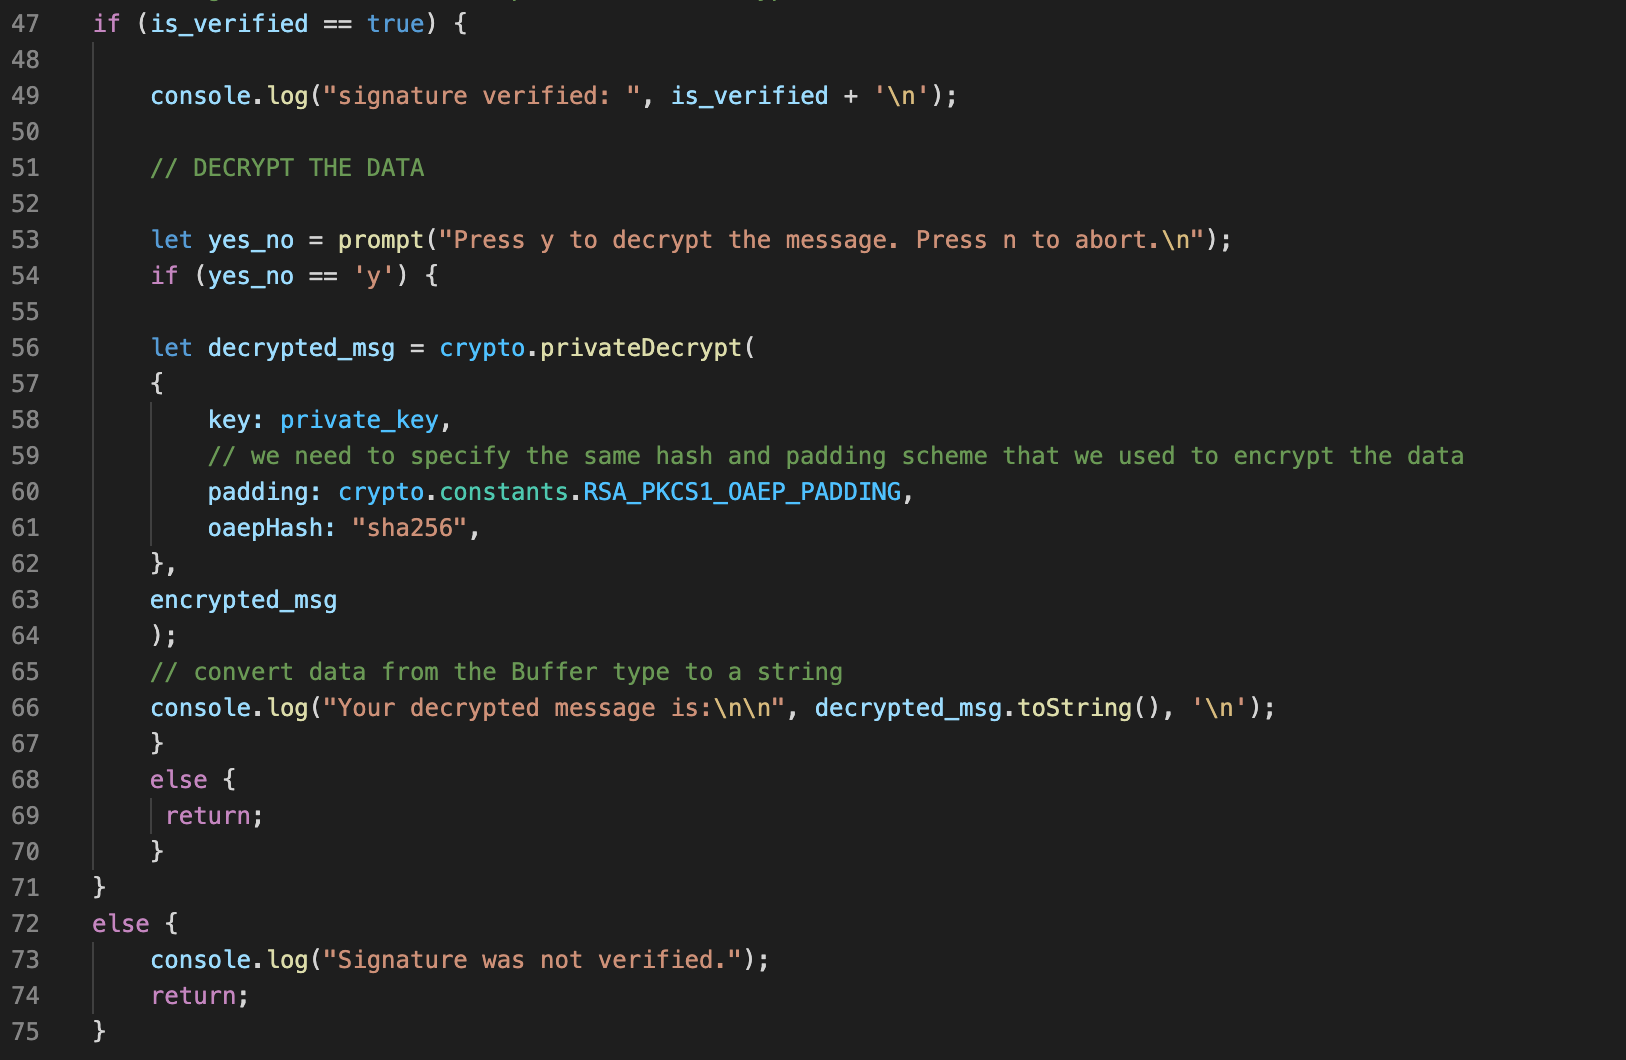 47 if (is_verified == true) {
48
49 console.log("signature verified: ", is_verified + '\n');
50
51 // DECRYPT THE DATA
52
53 let yes_no = prompt("Press y to decrypt the message. Press n to abort.\n");
54 if (yes_no == 'y') {
55
56 let decrypted_msg = crypto.privateDecrypt(
57 {
58 key: private_key,
59 // we need to specify the same hash and padding scheme that we used to encrypt the data
60 padding: crypto.constants.RSA_PKCS1_OAEP_PADDING,
61 oaepHash: "sha256",
62 },
63 encrypted_msg
64 );
65 // convert data from the Buffer type to a string
66 console.log("Your decrypted message is:\n\n", decrypted_msg.toString(), '\n');
67 }
68 else {
69 return;
70 }
71 }
72 else {
73 console.log("Signature was not verified.");
74 return;
75 }